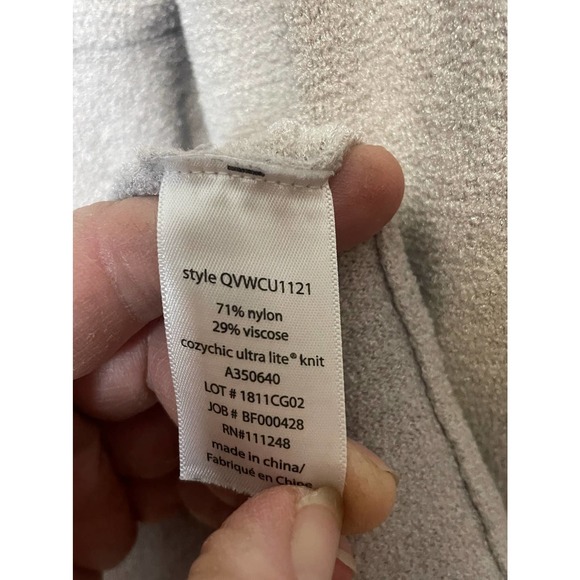 style QVWCU1121
71% nylon
29% viscose
cozychic ultra lite® knit
A350640
LOT # 1811CG02
JOB # BF000428
RN#111248
made in china/
Fabriqué en Chine